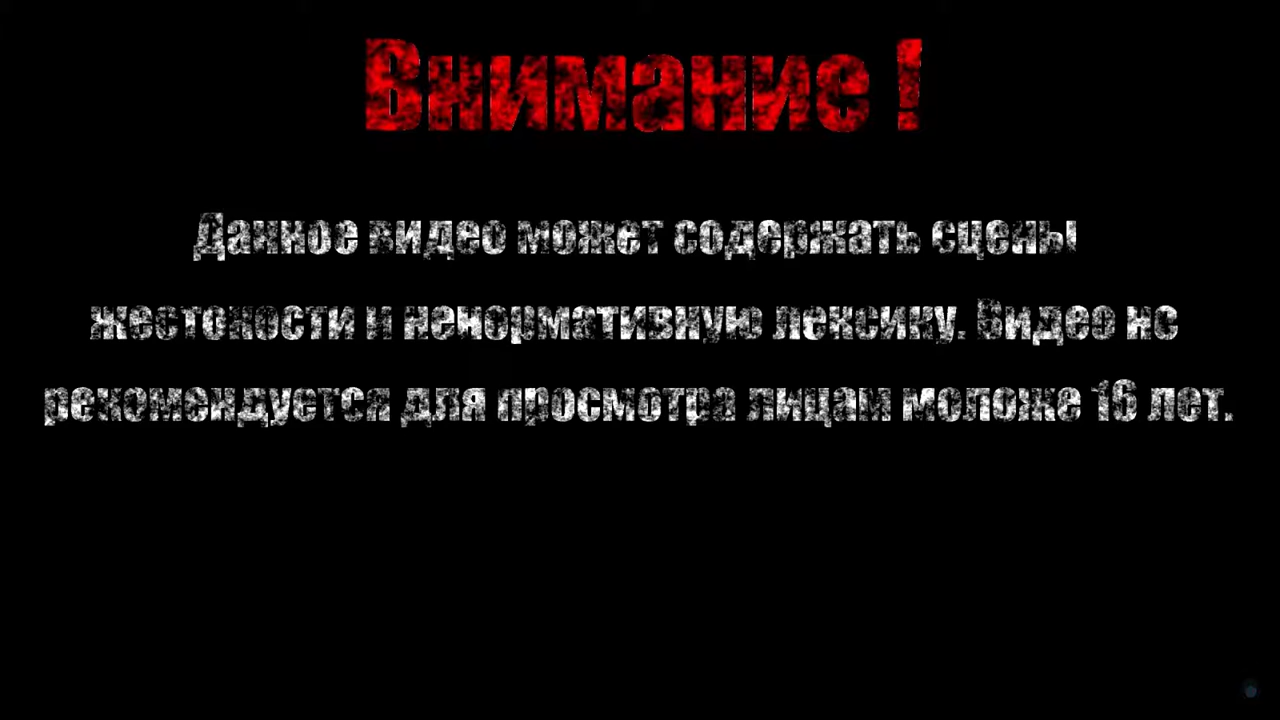 Внимание !
Данное видео может содержать сцены
жестокости и ненормативную лексику. Видео не
рекомендуется для просмотра лицам моложе 16 лет.